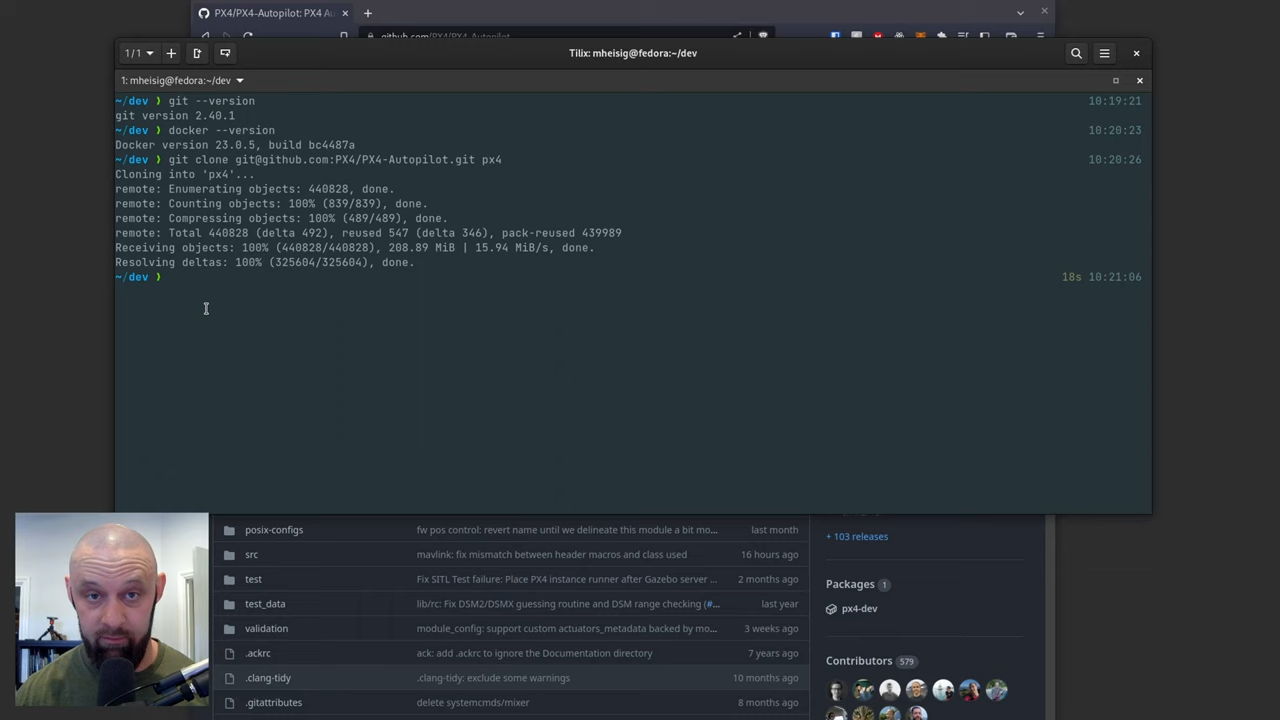 PX4/PX4-Autopilot: PX4 Au
github.com/PX4/PX4-Autopilot
1/1
Tilix: mheisig@fedora:~/dev
1: mheisig@fedora:~/dev
~/dev ❯ git --version 10:19:21
git version 2.40.1
~/dev ❯ docker --version 10:20:23
Docker version 23.0.5, build bc4487a
~/dev ❯ git clone git@github.com:PX4/PX4-Autopilot.git px4 10:20:26
Cloning into 'px4'...
remote: Enumerating objects: 440828, done.
remote: Counting objects: 100% (839/839), done.
remote: Compressing objects: 100% (489/489), done.
remote: Total 440828 (delta 492), reused 547 (delta 346), pack-reused 439989
Receiving objects: 100% (440828/440828), 208.89 MiB | 15.94 MiB/s, done.
Resolving deltas: 100% (325604/325604), done.
~/dev ❯ 18s 10:21:06
posix-configs fw pos control: revert name until we delineate this module a bit mo... last month
src mavlink: fix mismatch between header macros and class used 16 hours ago
test Fix SITL Test failure: Place PX4 instance runner after Gazebo server ... 2 months ago
test_data lib/rc: Fix DSM2/DSMX guessing routine and DSM range checking (#... last year
validation module_config: support custom actuators_metadata backed by mo... 3 weeks ago
.ackrc ack: add .ackrc to ignore the Documentation directory 7 years ago
.clang-tidy .clang-tidy: exclude some warnings 10 months ago
.gitattributes delete systemcmds/mixer 8 months ago
+ 103 releases
Packages 1
px4-dev
Contributors 579